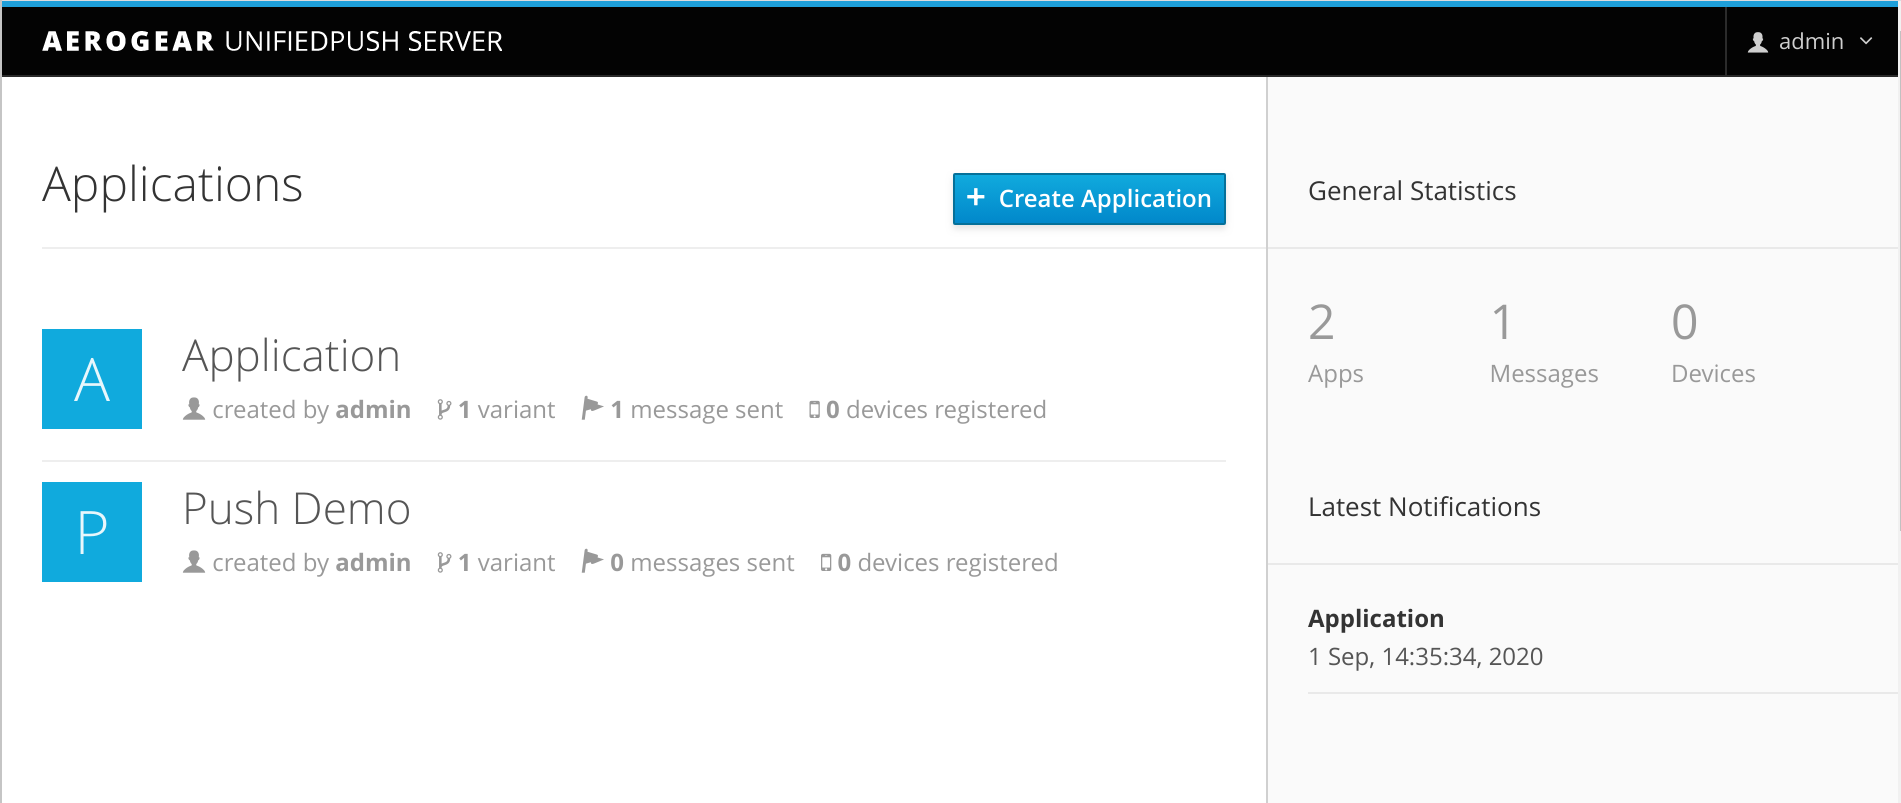 AEROGEAR UNIFIEDPUSH SERVER
admin
Applications
+ Create Application
A
Application
created by admin 1 variant 1 message sent 0 devices registered
P
Push Demo
created by admin 1 variant 0 messages sent 0 devices registered
General Statistics
2 1 0
Apps Messages Devices
Latest Notifications
Application
1 Sep, 14:35:34, 2020